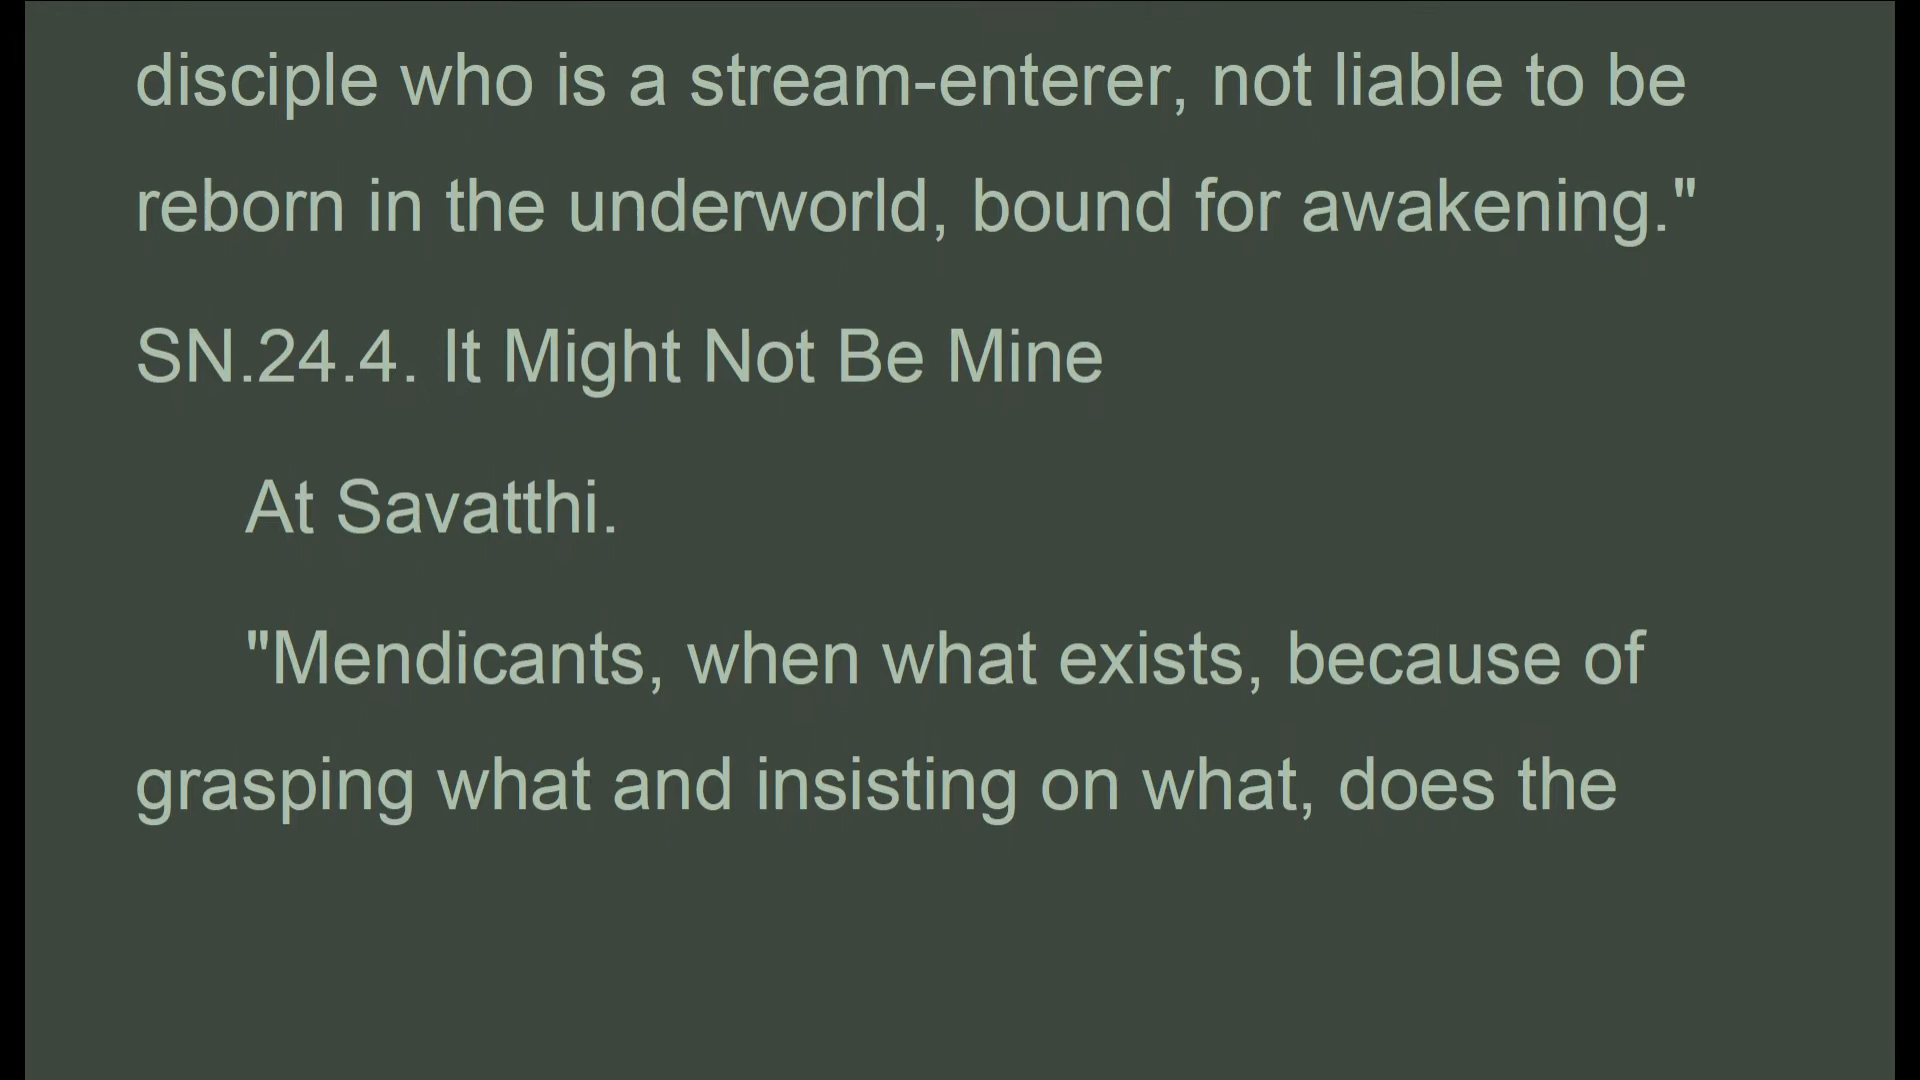 disciple who is a stream-enterer, not liable to be
reborn in the underworld, bound for awakening."
SN.24.4. It Might Not Be Mine
At Savatthi.
"Mendicants, when what exists, because of
grasping what and insisting on what, does the